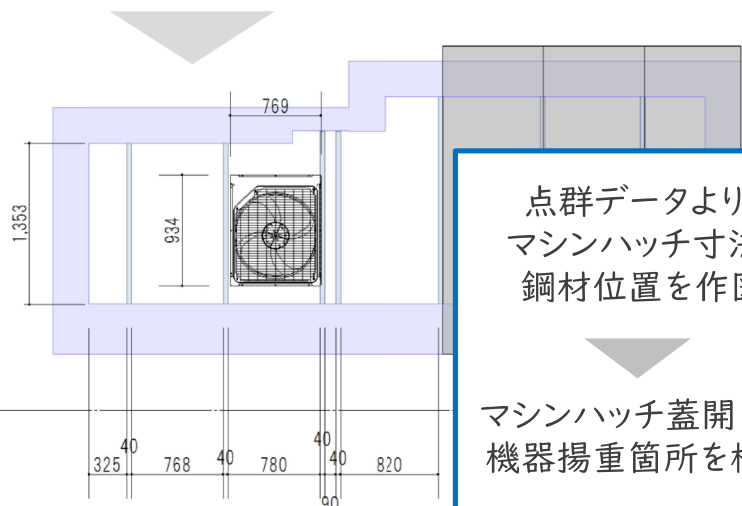 769
1,353
934
点群データより
マシンハッチ寸法
鋼材位置を作図
マシンハッチ蓋開
機器揚重箇所を検
325
40
768
40
780
40
90
40
820